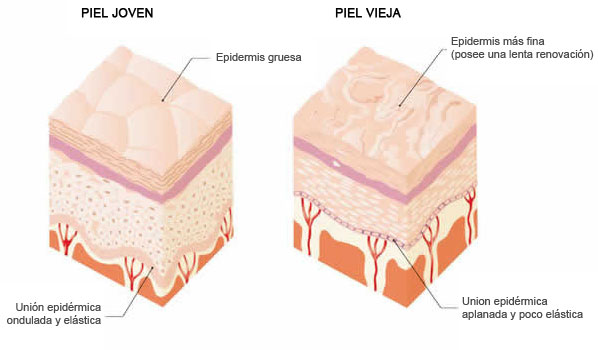 PIEL JOVEN
Epidermis gruesa
Unión epidérmica
ondulada y elástica
PIEL VIEJA
Epidermis más fina
(posee una lenta renovación)
Union epidérmica
aplanada y poco elástica